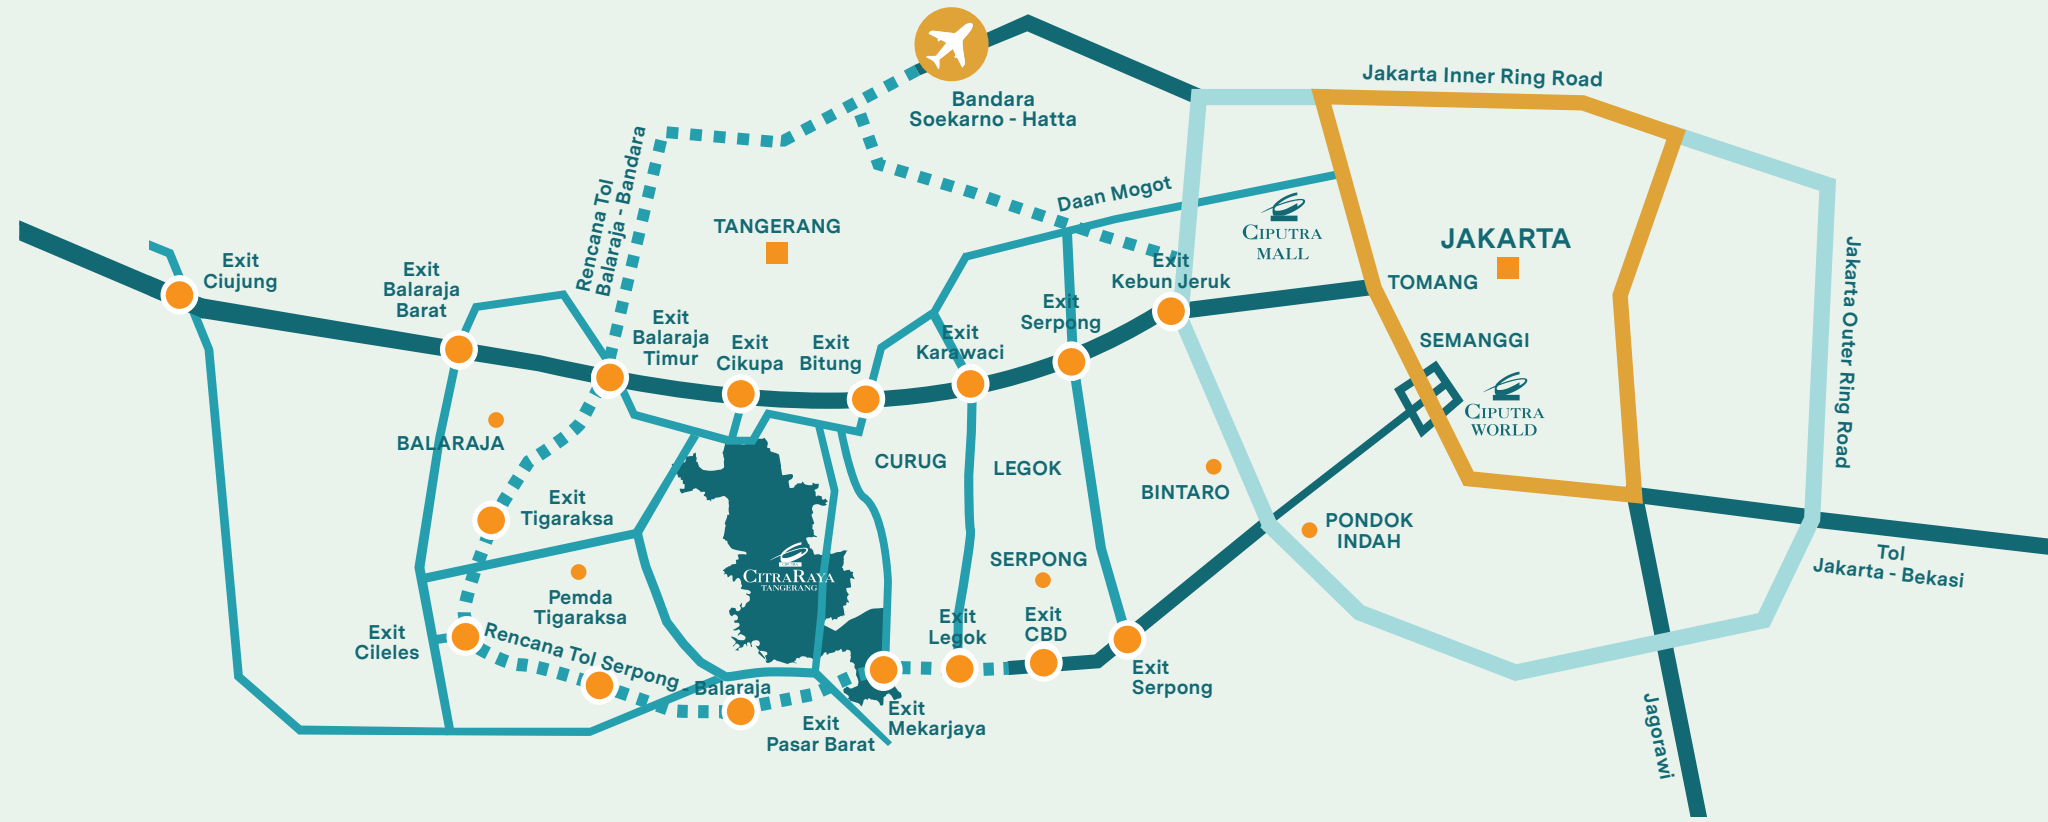 Jakarta Inner Ring Road
Bandara
Soekarno - Hatta
Rencana Tol
Balaraja - Bandara
Daan Mogot
TANGERANG
CIPUTRA
MALL
JAKARTA
Exit
Ciujung
Exit
Balaraja
Barat
Exit
Kebun Jeruk
TOMANG
Exit
Serpong
Exit
Balaraja
Timur
Exit
Cikupa
Exit
Bitung
Exit
Karawaci
SEMANGGI
Jakarta Outer Ring Road
CIPUTRA
WORLD
BALARAJA
CURUG
LEGOK
BINTARO
Exit
Tigaraksa
PONDOK
INDAH
Tol
Jakarta - Bekasi
SERPONG
CIPUTRA
CITRARAYA
TANGERANG
Pemda
Tigaraksa
Exit
Cileles
Rencana Tol Serpong - Balaraja
Exit
Legok
Exit
CBD
Exit
Serpong
Exit
Mekarjaya
Exit
Pasar Barat
Jagorawi